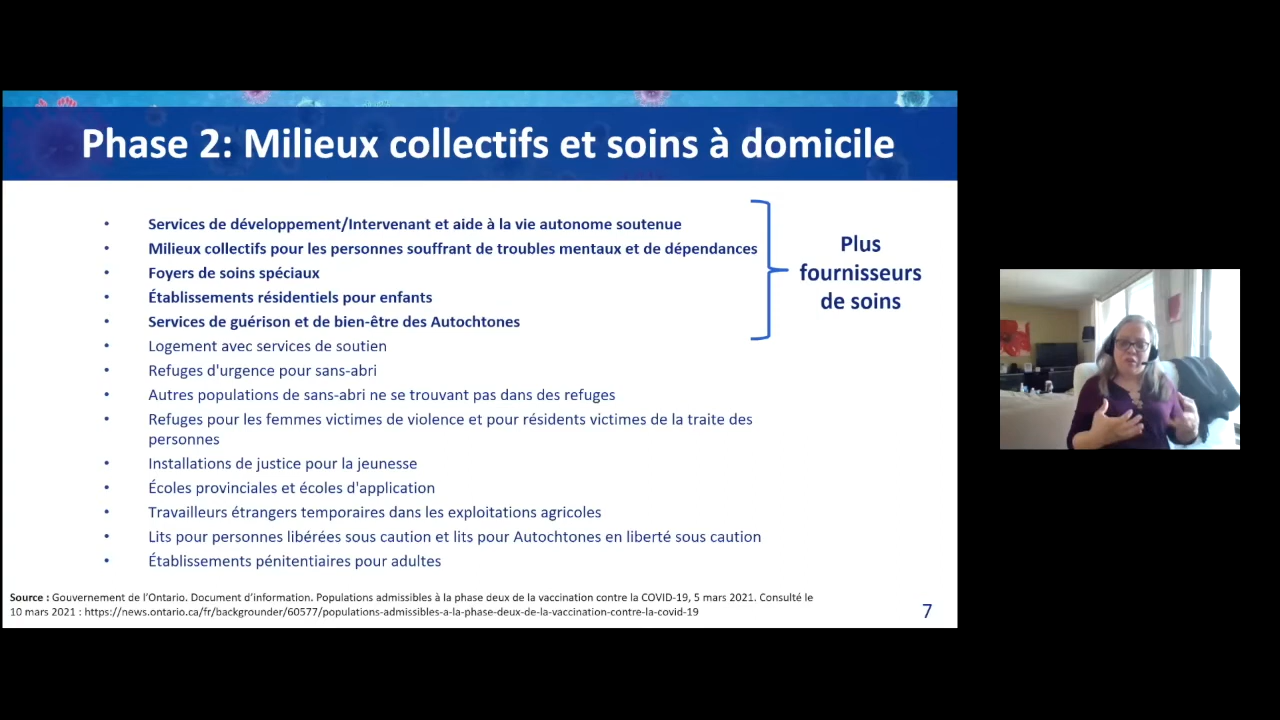 Phase 2: Milieux collectifs et soins à domicile
• Services de développement/Intervenant et aide à la vie autonome soutenue
• Milieux collectifs pour les personnes souffrant de troubles mentaux et de dépendances
• Foyers de soins spéciaux
• Établissements résidentiels pour enfants
• Services de guérison et de bien-être des Autochtones
• Logement avec services de soutien
• Refuges d'urgence pour sans-abri
• Autres populations de sans-abri ne se trouvant pas dans des refuges
• Refuges pour les femmes victimes de violence et pour résidents victimes de la traite des
personnes
• Installations de justice pour la jeunesse
• Écoles provinciales et écoles d'application
• Travailleurs étrangers temporaires dans les exploitations agricoles
• Lits pour personnes libérées sous caution et lits pour Autochtones en liberté sous caution
• Établissements pénitentiaires pour adultes
Plus
fournisseurs
de soins
Source : Gouvernement de l’Ontario. Document d’information. Populations admissibles à la phase deux de la vaccination contre la COVID-19, 5 mars 2021. Consulté le
10 mars 2021 : https://news.ontario.ca/fr/backgrounder/60577/populations-admissibles-a-la-phase-deux-de-la-vaccination-contre-la-covid-19
7